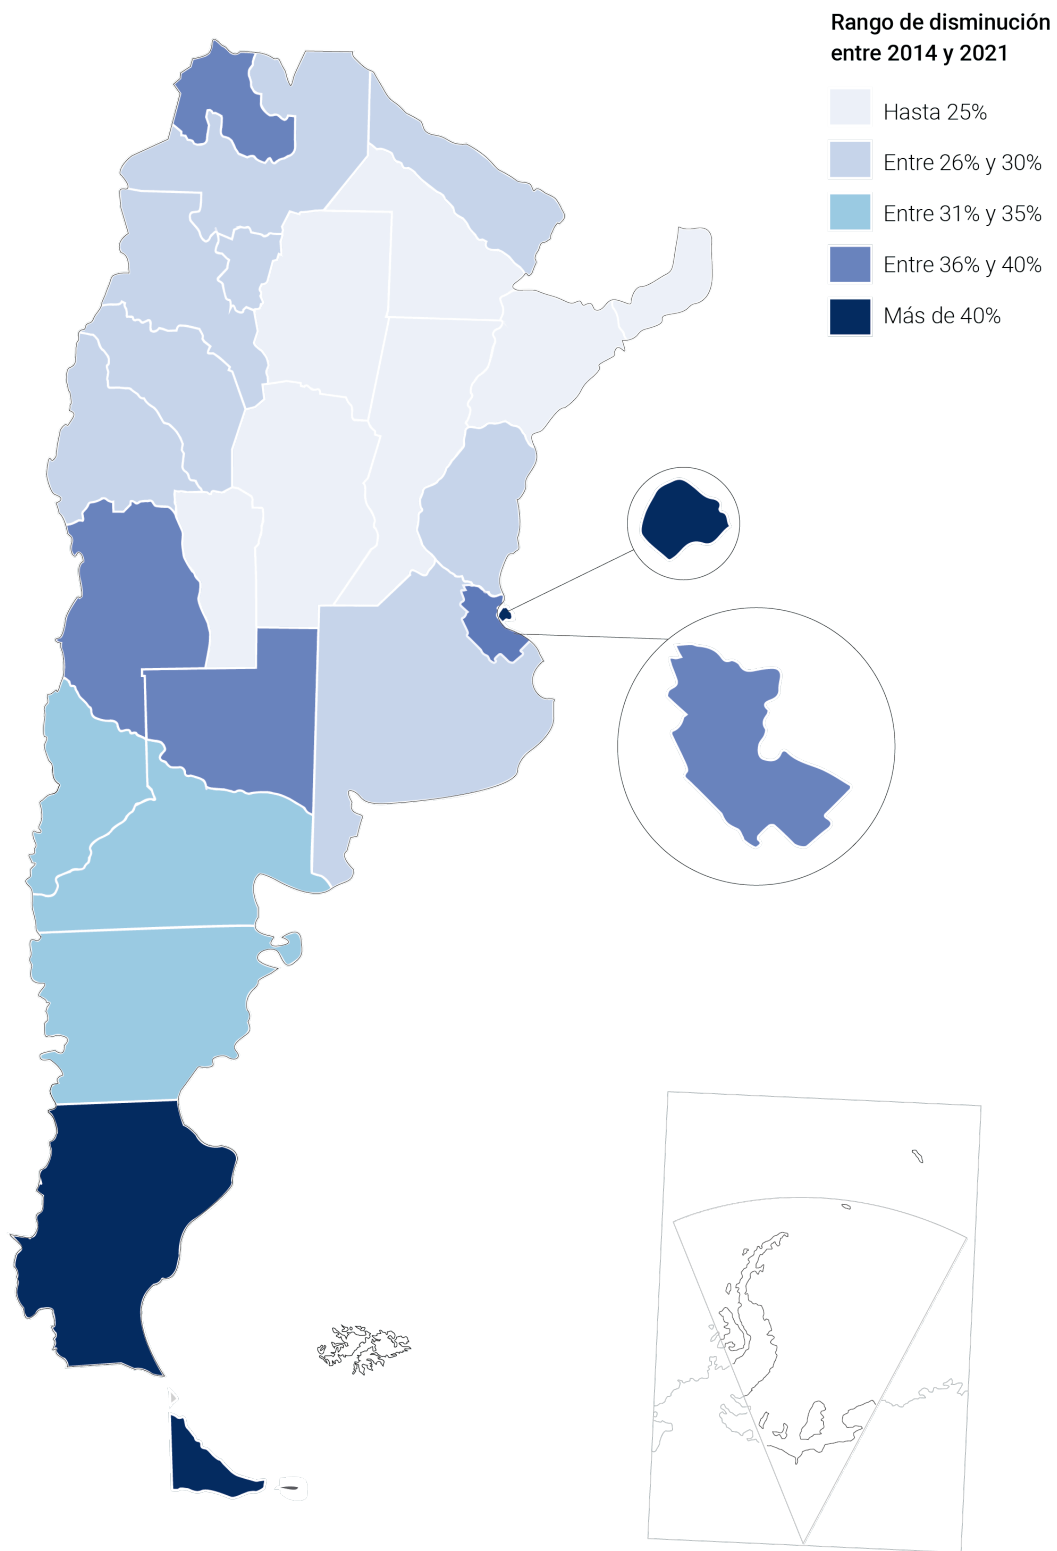 Rango de disminución
entre 2014 y 2021
Hasta 25%
Entre 26% y 30%
Entre 31% y 35%
Entre 36% y 40%
Más de 40%